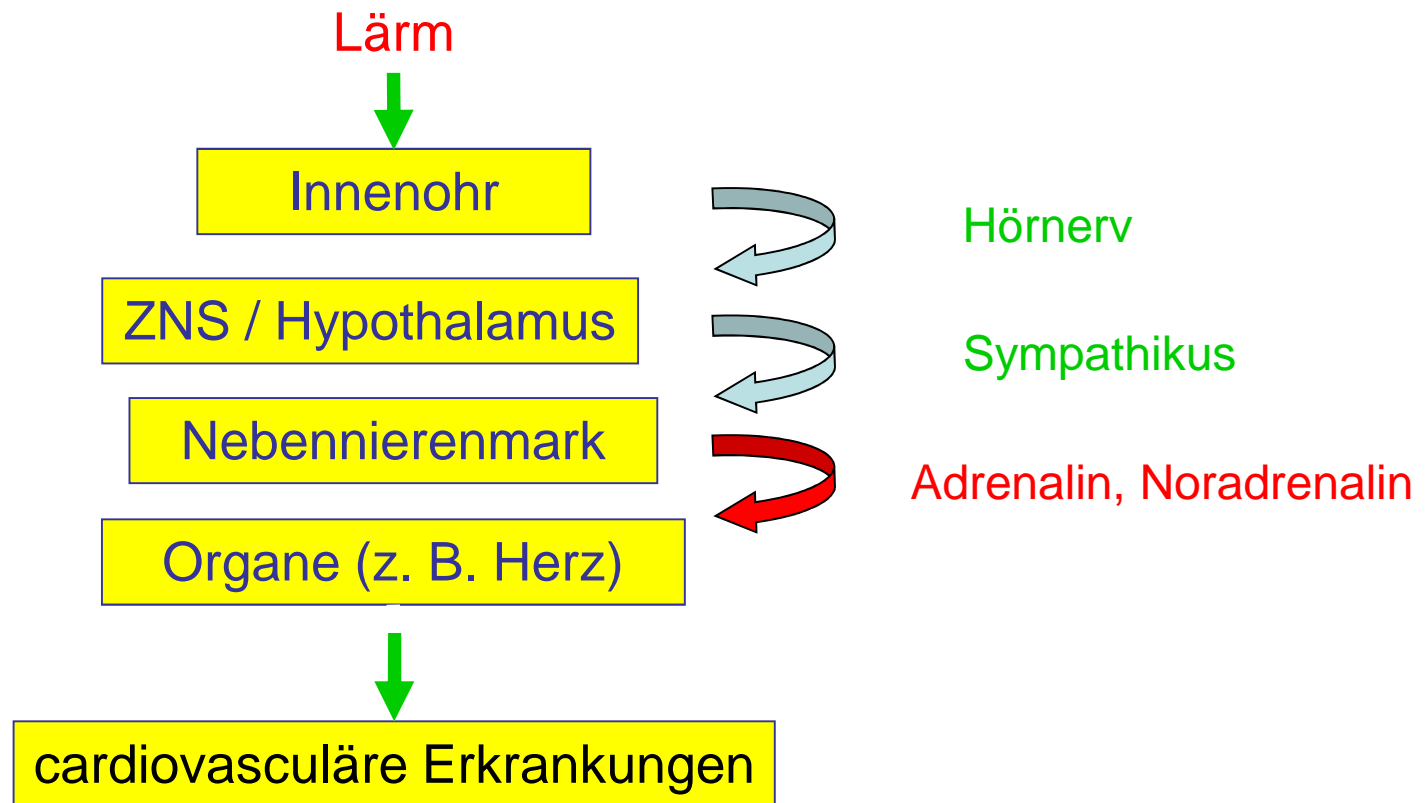 Lärm
Innenohr
Hörnerv
ZNS / Hypothalamus
Sympathikus
Nebennierenmark
Adrenalin, Noradrenalin
Organe (z. B. Herz)
cardiovasculäre Erkrankungen